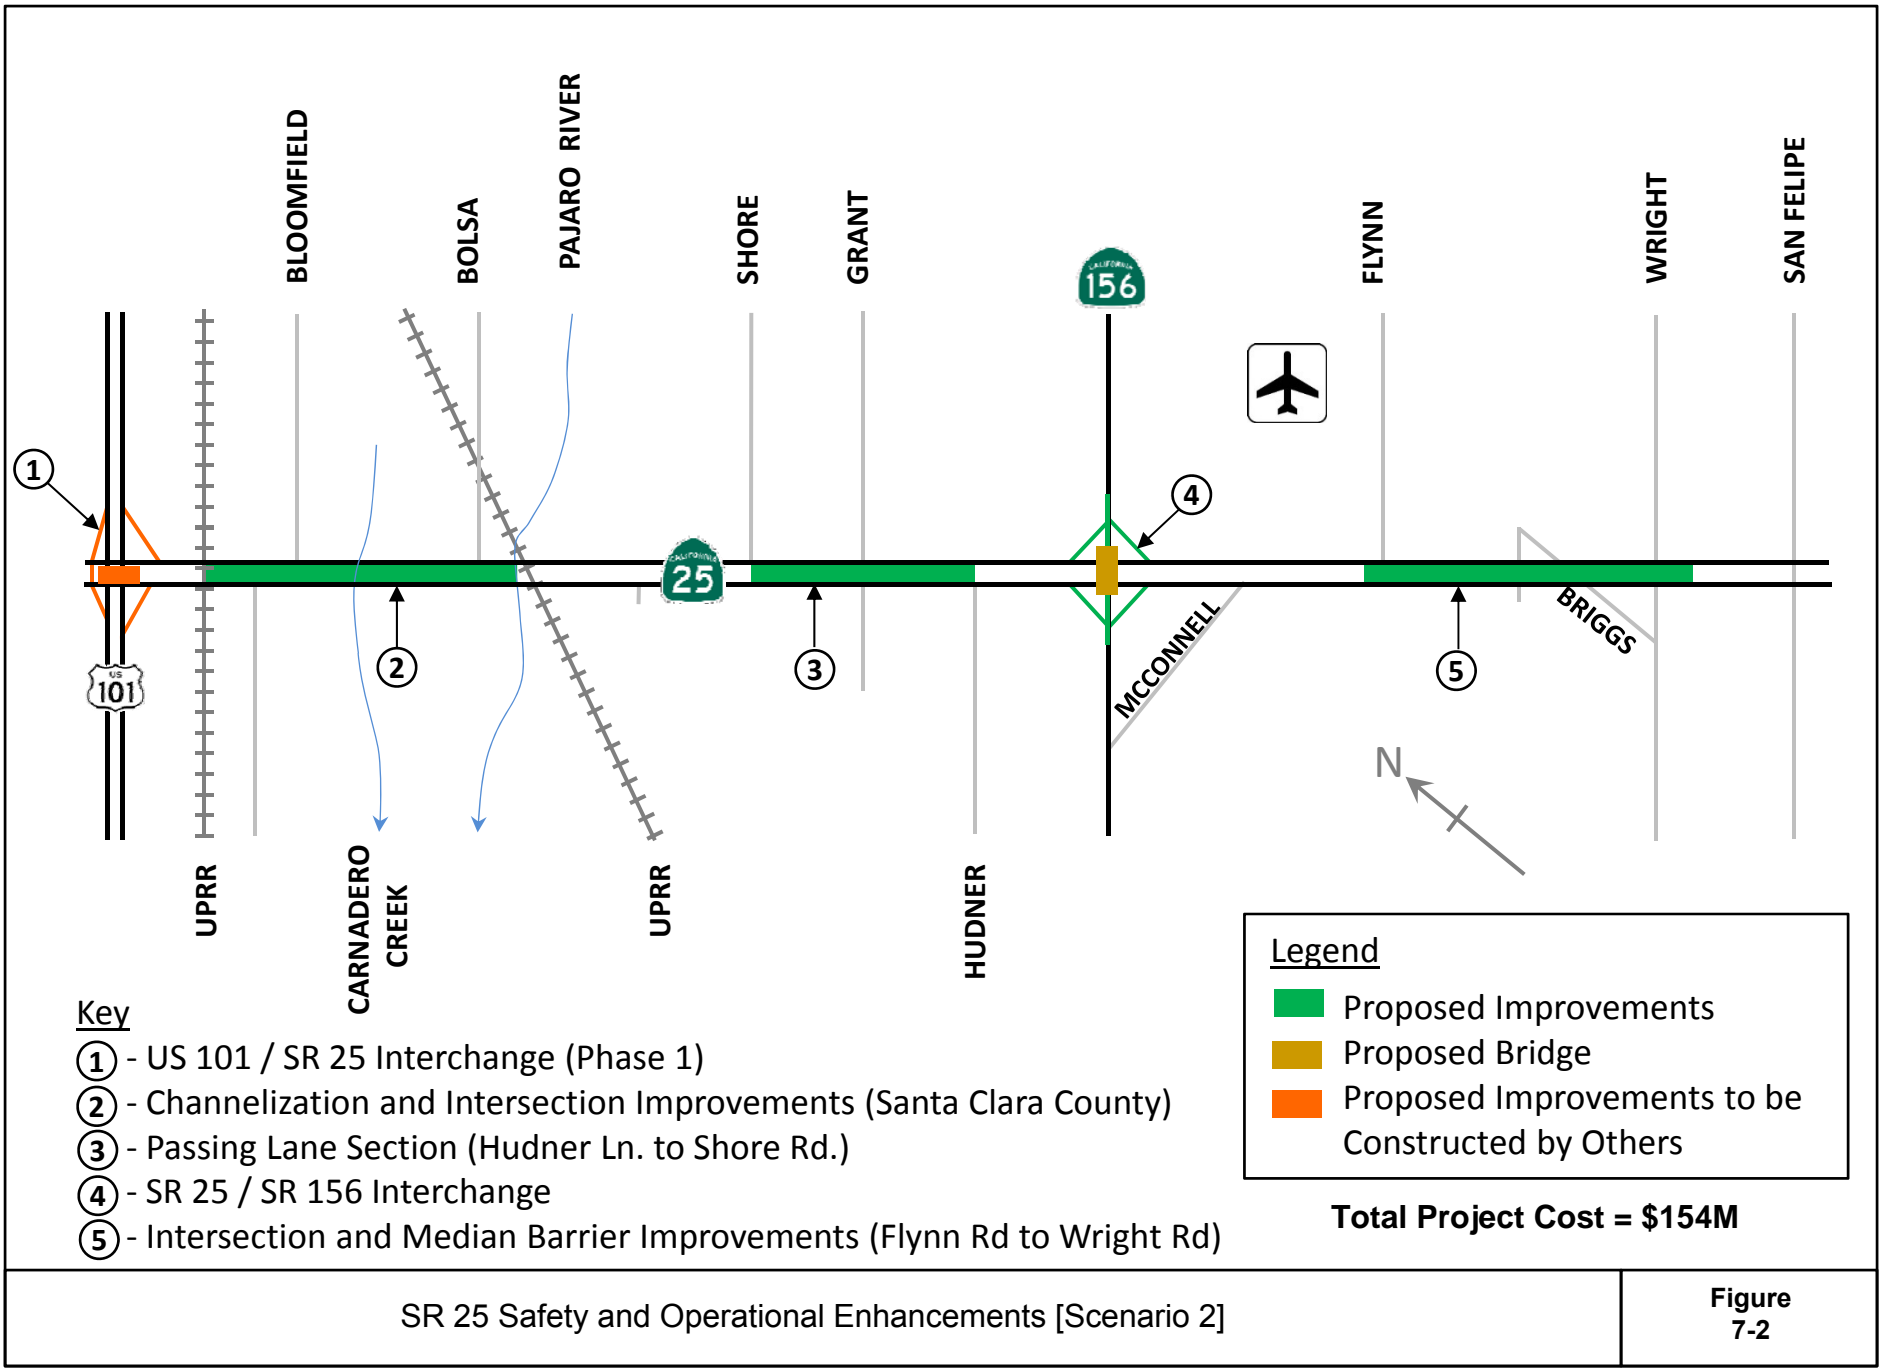 BLOOMFIELD
BOLSA
PAJARO RIVER
SHORE
GRANT
CALIFORNIA
156
FLYNN
WRIGHT
SAN FELIPE
1
4
CALIFORNIA
25
US
101
2
3
MCCONNELL
5
BRIGGS
N
UPRR
CARNADERO
CREEK
UPRR
HUDNER
Legend
Proposed Improvements
Proposed Bridge
Proposed Improvements to be
Constructed by Others
Key
1 - US 101 / SR 25 Interchange (Phase 1)
2 - Channelization and Intersection Improvements (Santa Clara County)
3 - Passing Lane Section (Hudner Ln. to Shore Rd.)
4 - SR 25 / SR 156 Interchange
5 - Intersection and Median Barrier Improvements (Flynn Rd to Wright Rd)
Total Project Cost = $154M
SR 25 Safety and Operational Enhancements [Scenario 2]
Figure
7-2